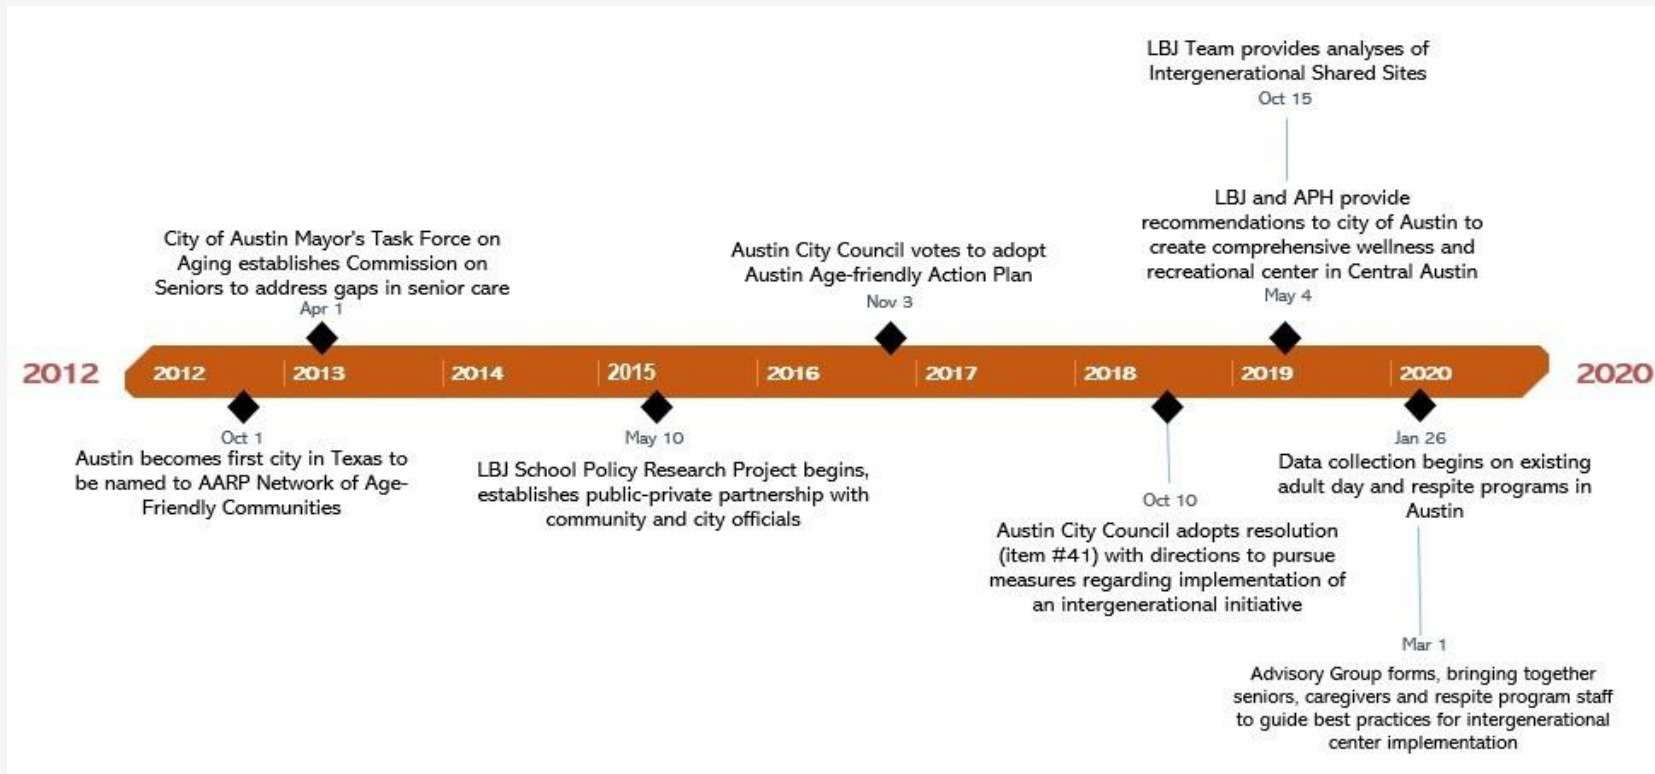 LBJ Team provides analyses of
Intergenerational Shared Sites
Oct 15
LBJ and APH provide
recommendations to city of Austin to
create comprehensive wellness and
recreational center in Central Austin
May 4
City of Austin Mayor's Task Force on
Aging establishes Commission on
Seniors to address gaps in senior care
Apr 1
Austin City Council votes to adopt
Austin Age-friendly Action Plan
Nov 3
2012 2012 2013 2014 2015 2016 2017 2018 2019 2020 2020
Oct 1
Austin becomes first city in Texas to
be named to AARP Network of Age-
Friendly Communities
May 10
LBJ School Policy Research Project begins,
establishes public-private partnership with
community and city officials
Oct 10
Austin City Council adopts resolution
(item #41) with directions to pursue
measures regarding implementation of
an intergenerational initiative
Jan 26
Data collection begins on existing
adult day and respite programs in
Austin
Mar 1
Advisory Group forms, bringing together
seniors, caregivers and respite program staff
to guide best practices for intergenerational
center implementation